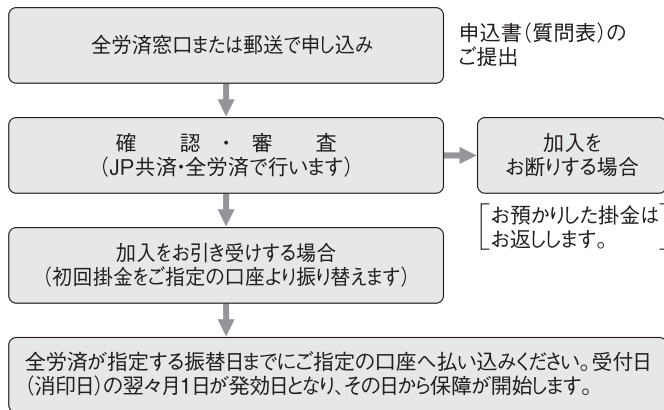 全労済窓口または郵送で申し込み
申込書(質問表)の
ご提出
確認・審査
(JP共済・全労済で行います)
加入を
お断りする場合
[お預かりした掛金は
お返しします。]
加入をお引き受けする場合
(初回掛金をご指定の口座より振り替えます)
全労済が指定する振替日までにご指定の口座へ払い込みください。受付日
(消印日)の翌々月1日が発効日となり、その日から保障が開始します。